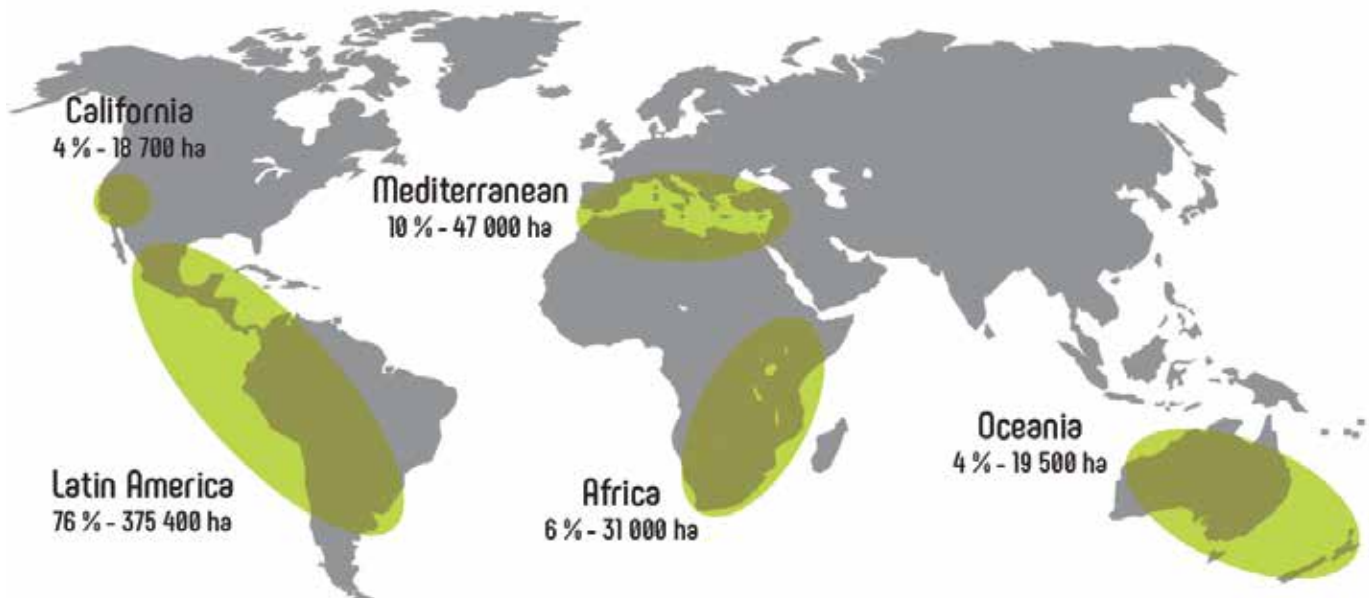 California
4 % - 18 700 ha
Mediterranean
10 % - 47 000 ha
Latin America
76 % - 375 400 ha
Africa
6 % - 31 000 ha
Oceania
4 % - 19 500 ha